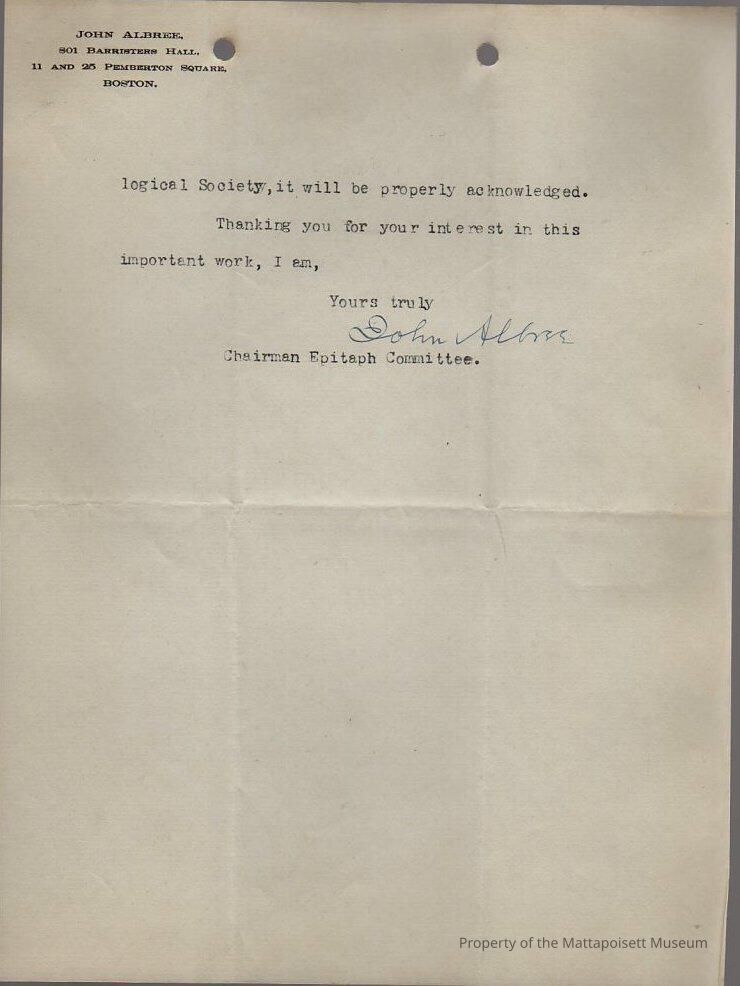 JOHN ALBREE,
801 BARRISTERS HALL,
11 AND 25 PEMBERTON SQUARE,
BOSTON.
logical Society,it will be properly acknowledged.
Thanking you for your interest in this
important work, I am,
Yours truly
John Albree
Chairman Epitaph Committee.
Property of the Mattapoisett Museum